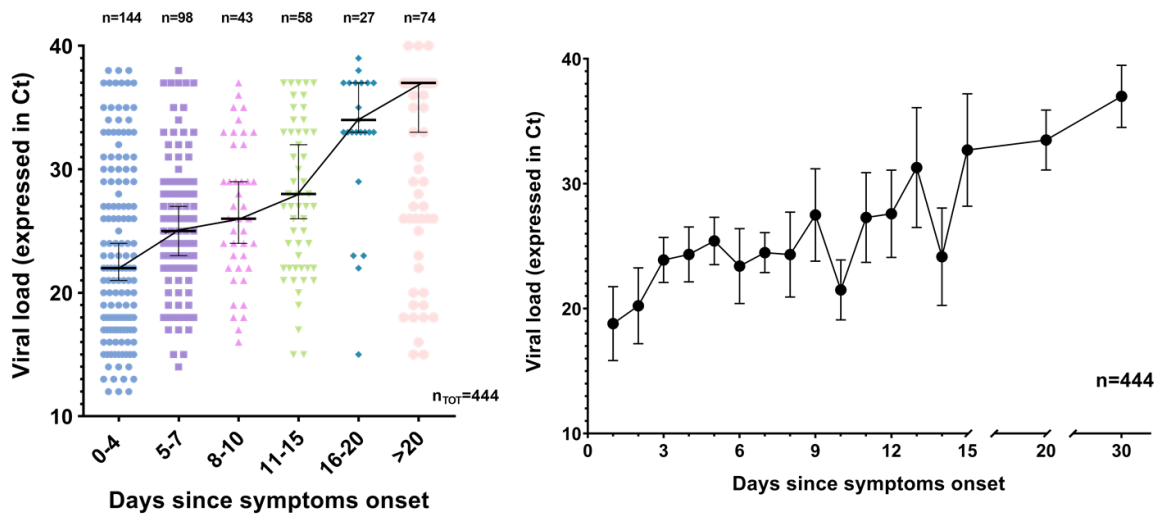 n=144 n=98 n=43 n=58 n=27 n=74
Viral load (expressed in Ct)
40
30
20
10
n_TOT=444
0-4 5-7 8-10 11-15 16-20 >20
Days since symptoms onset
Viral load (expressed in Ct)
40
30
20
10
n=444
0 3 6 9 12 15 20 30
Days since symptoms onset